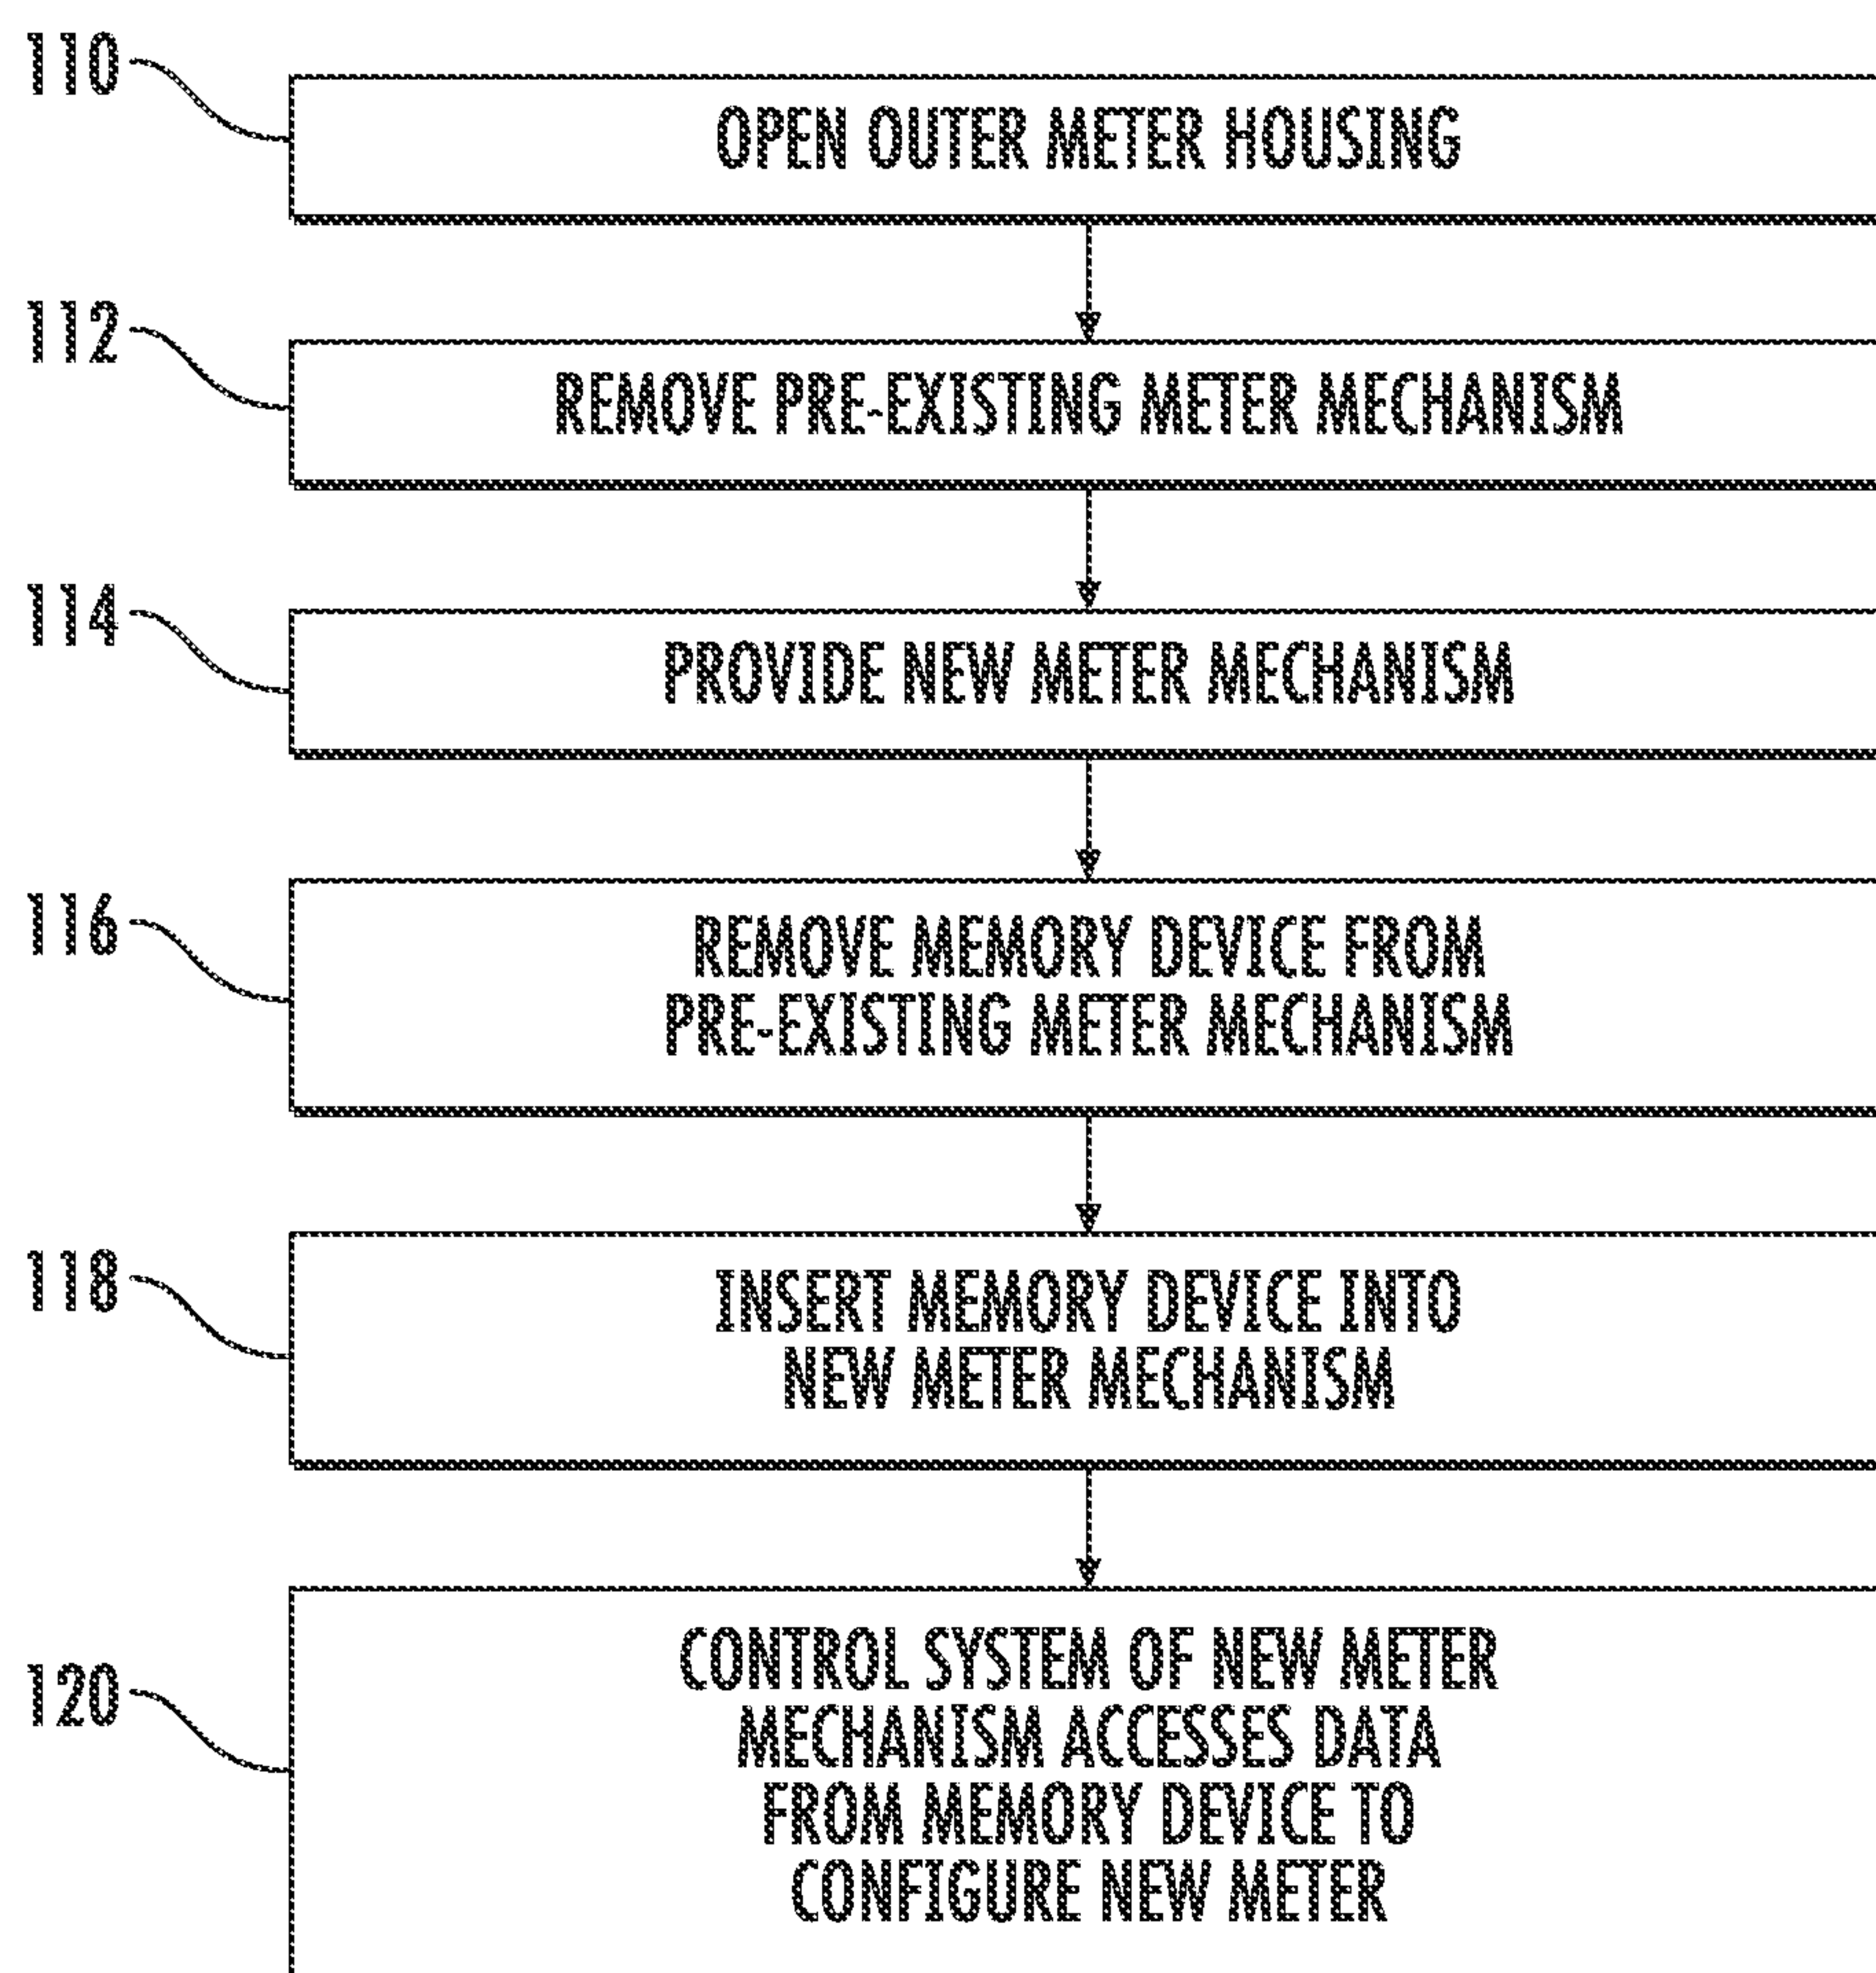 110
OPEN OUTER METER HOUSING
112
REMOVE PRE-EXISTING METER MECHANISM
114
PROVIDE NEW METER MECHANISM
116
REMOVE MEMORY DEVICE FROM
PRE-EXISTING METER MECHANISM
118
INSERT MEMORY DEVICE INTO
NEW METER MECHANISM
120
CONTROL SYSTEM OF NEW METER
MECHANISM ACCESSES DATA
FROM MEMORY DEVICE TO
CONFIGURE NEW METER